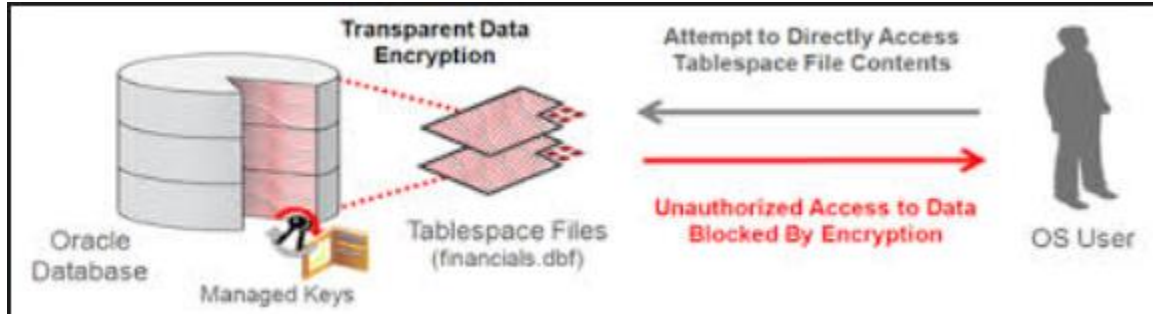 Transparent Data
Encryption
Attempt to Directly Access
Tablespace File Contents
Unauthorized Access to Data
Blocked By Encryption
Oracle
Database
Managed Keys
Tablespace Files
(financials.dbf)
OS User